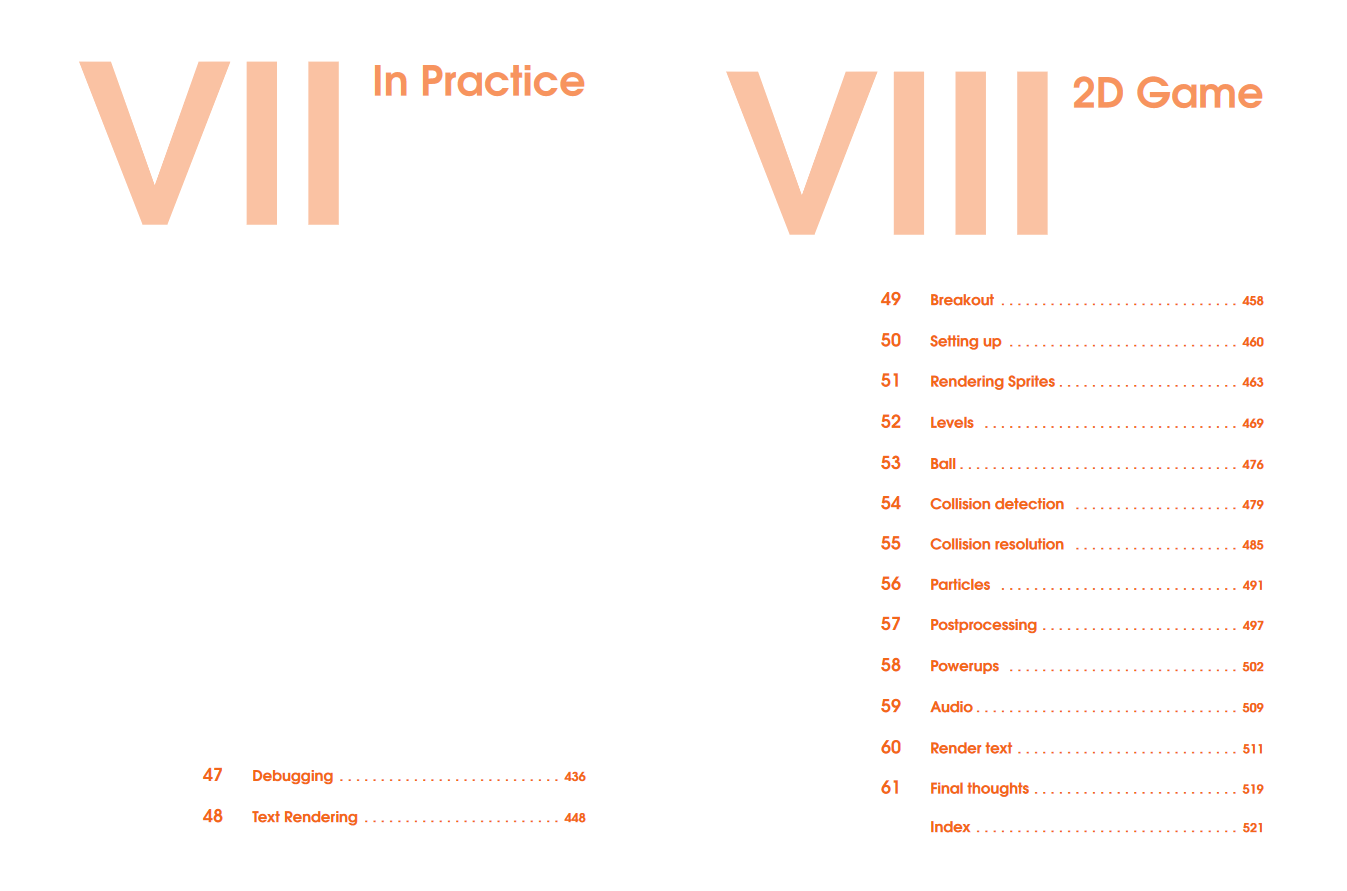 VII
In Practice
47 Debugging . . . . . . . . . . . . . . . . . . . . . . . . . . . 436
48 Text Rendering . . . . . . . . . . . . . . . . . . . . . . . . 448
VIII
2D Game
49 Breakout . . . . . . . . . . . . . . . . . . . . . . . . . . . . . 458
50 Setting up . . . . . . . . . . . . . . . . . . . . . . . . . . . . 460
51 Rendering Sprites . . . . . . . . . . . . . . . . . . . . . . 463
52 Levels . . . . . . . . . . . . . . . . . . . . . . . . . . . . . . . 469
53 Ball . . . . . . . . . . . . . . . . . . . . . . . . . . . . . . . . . . 476
54 Collision detection . . . . . . . . . . . . . . . . . . . . 479
55 Collision resolution . . . . . . . . . . . . . . . . . . . . 485
56 Particles . . . . . . . . . . . . . . . . . . . . . . . . . . . . . 491
57 Postprocessing . . . . . . . . . . . . . . . . . . . . . . . . 497
58 Powerups . . . . . . . . . . . . . . . . . . . . . . . . . . . . 502
59 Audio . . . . . . . . . . . . . . . . . . . . . . . . . . . . . . . . 509
60 Render text . . . . . . . . . . . . . . . . . . . . . . . . . . . 511
61 Final thoughts . . . . . . . . . . . . . . . . . . . . . . . . . 519
Index . . . . . . . . . . . . . . . . . . . . . . . . . . . . . . . . 521